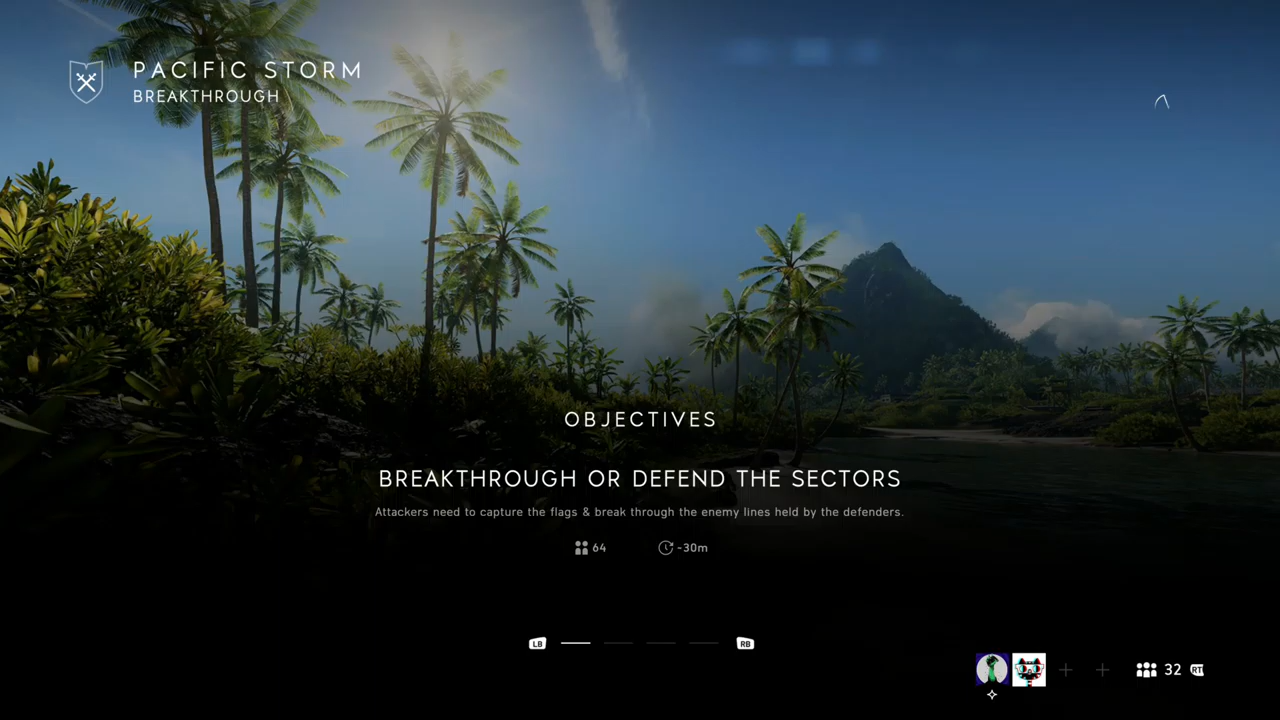 PACIFIC STORM
BREAKTHROUGH
OBJECTIVES
BREAKTHROUGH OR DEFEND THE SECTORS
Attackers need to capture the flags & break through the enemy lines held by the defenders.
64 -30m
LB RB
32 RT